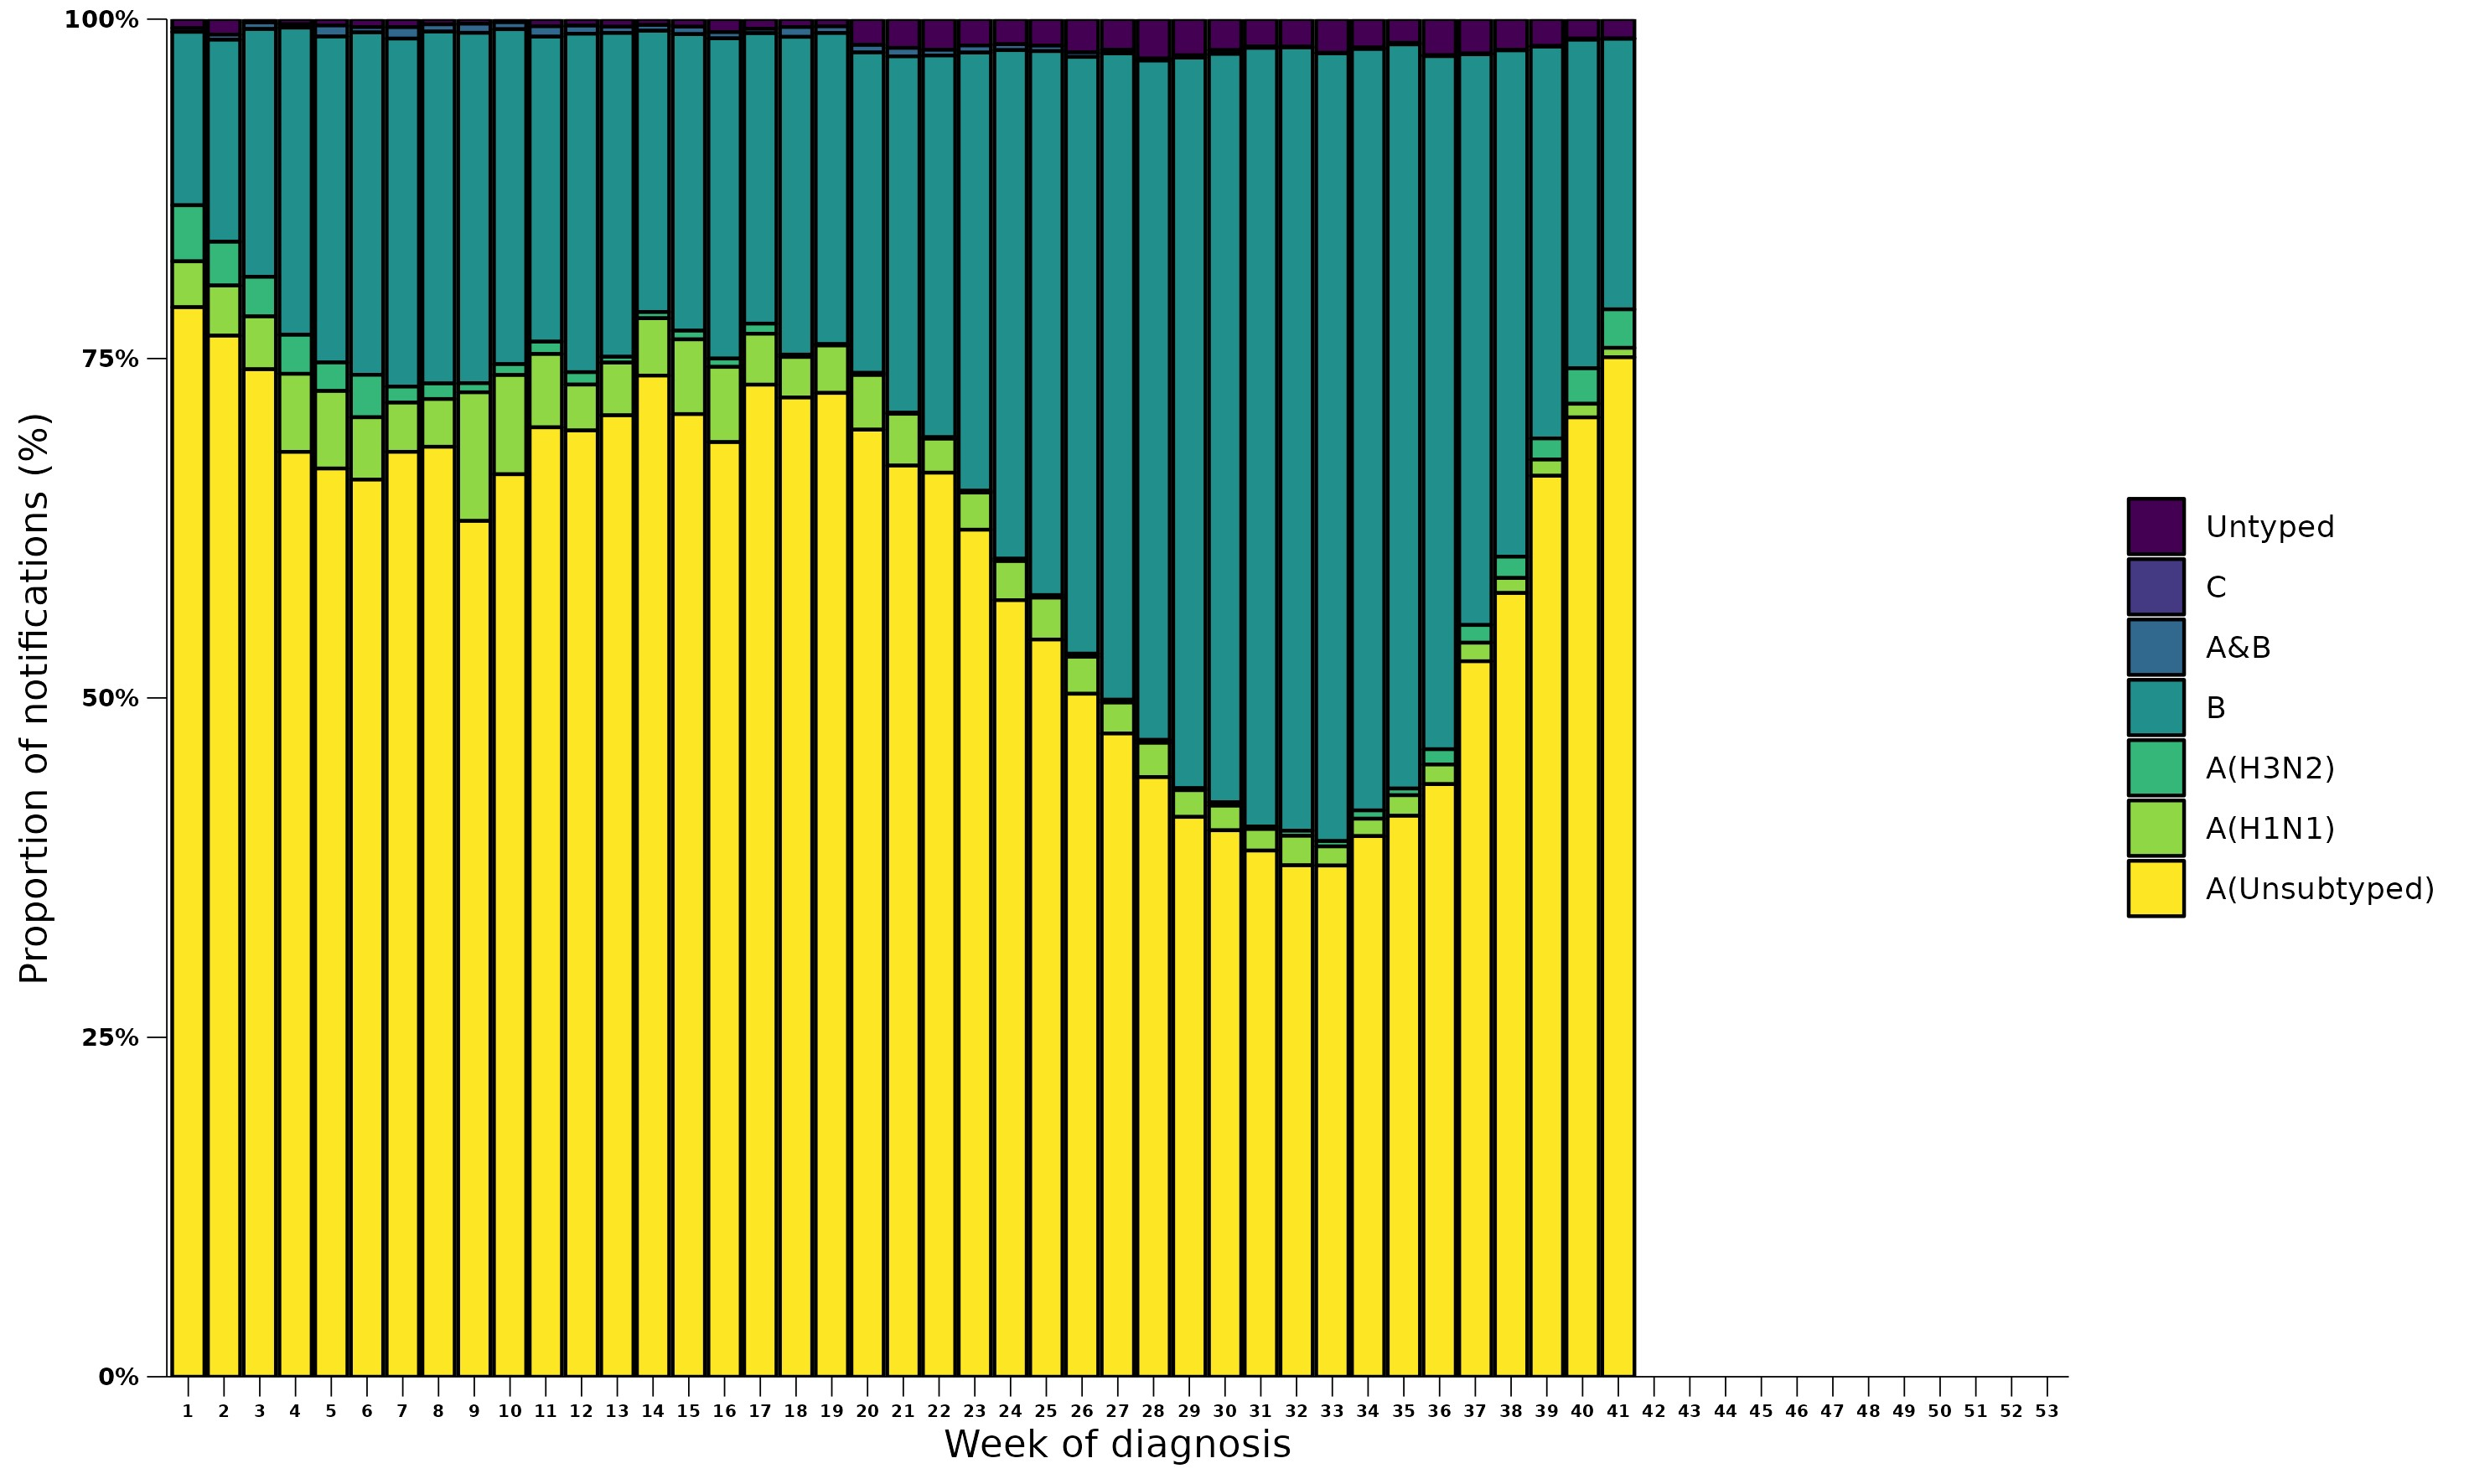 100%
75%
50%
25%
0%
Proportion of notifications (%)
1 2 3 4 5 6 7 8 9 10 11 12 13 14 15 16 17 18 19 20 21 22 23 24 25 26 27 28 29 30 31 32 33 34 35 36 37 38 39 40 41 42 43 44 45 46 47 48 49 50 51 52 53
Week of diagnosis
Untyped
C
A&B
B
A(H3N2)
A(H1N1)
A(Unsubtyped)